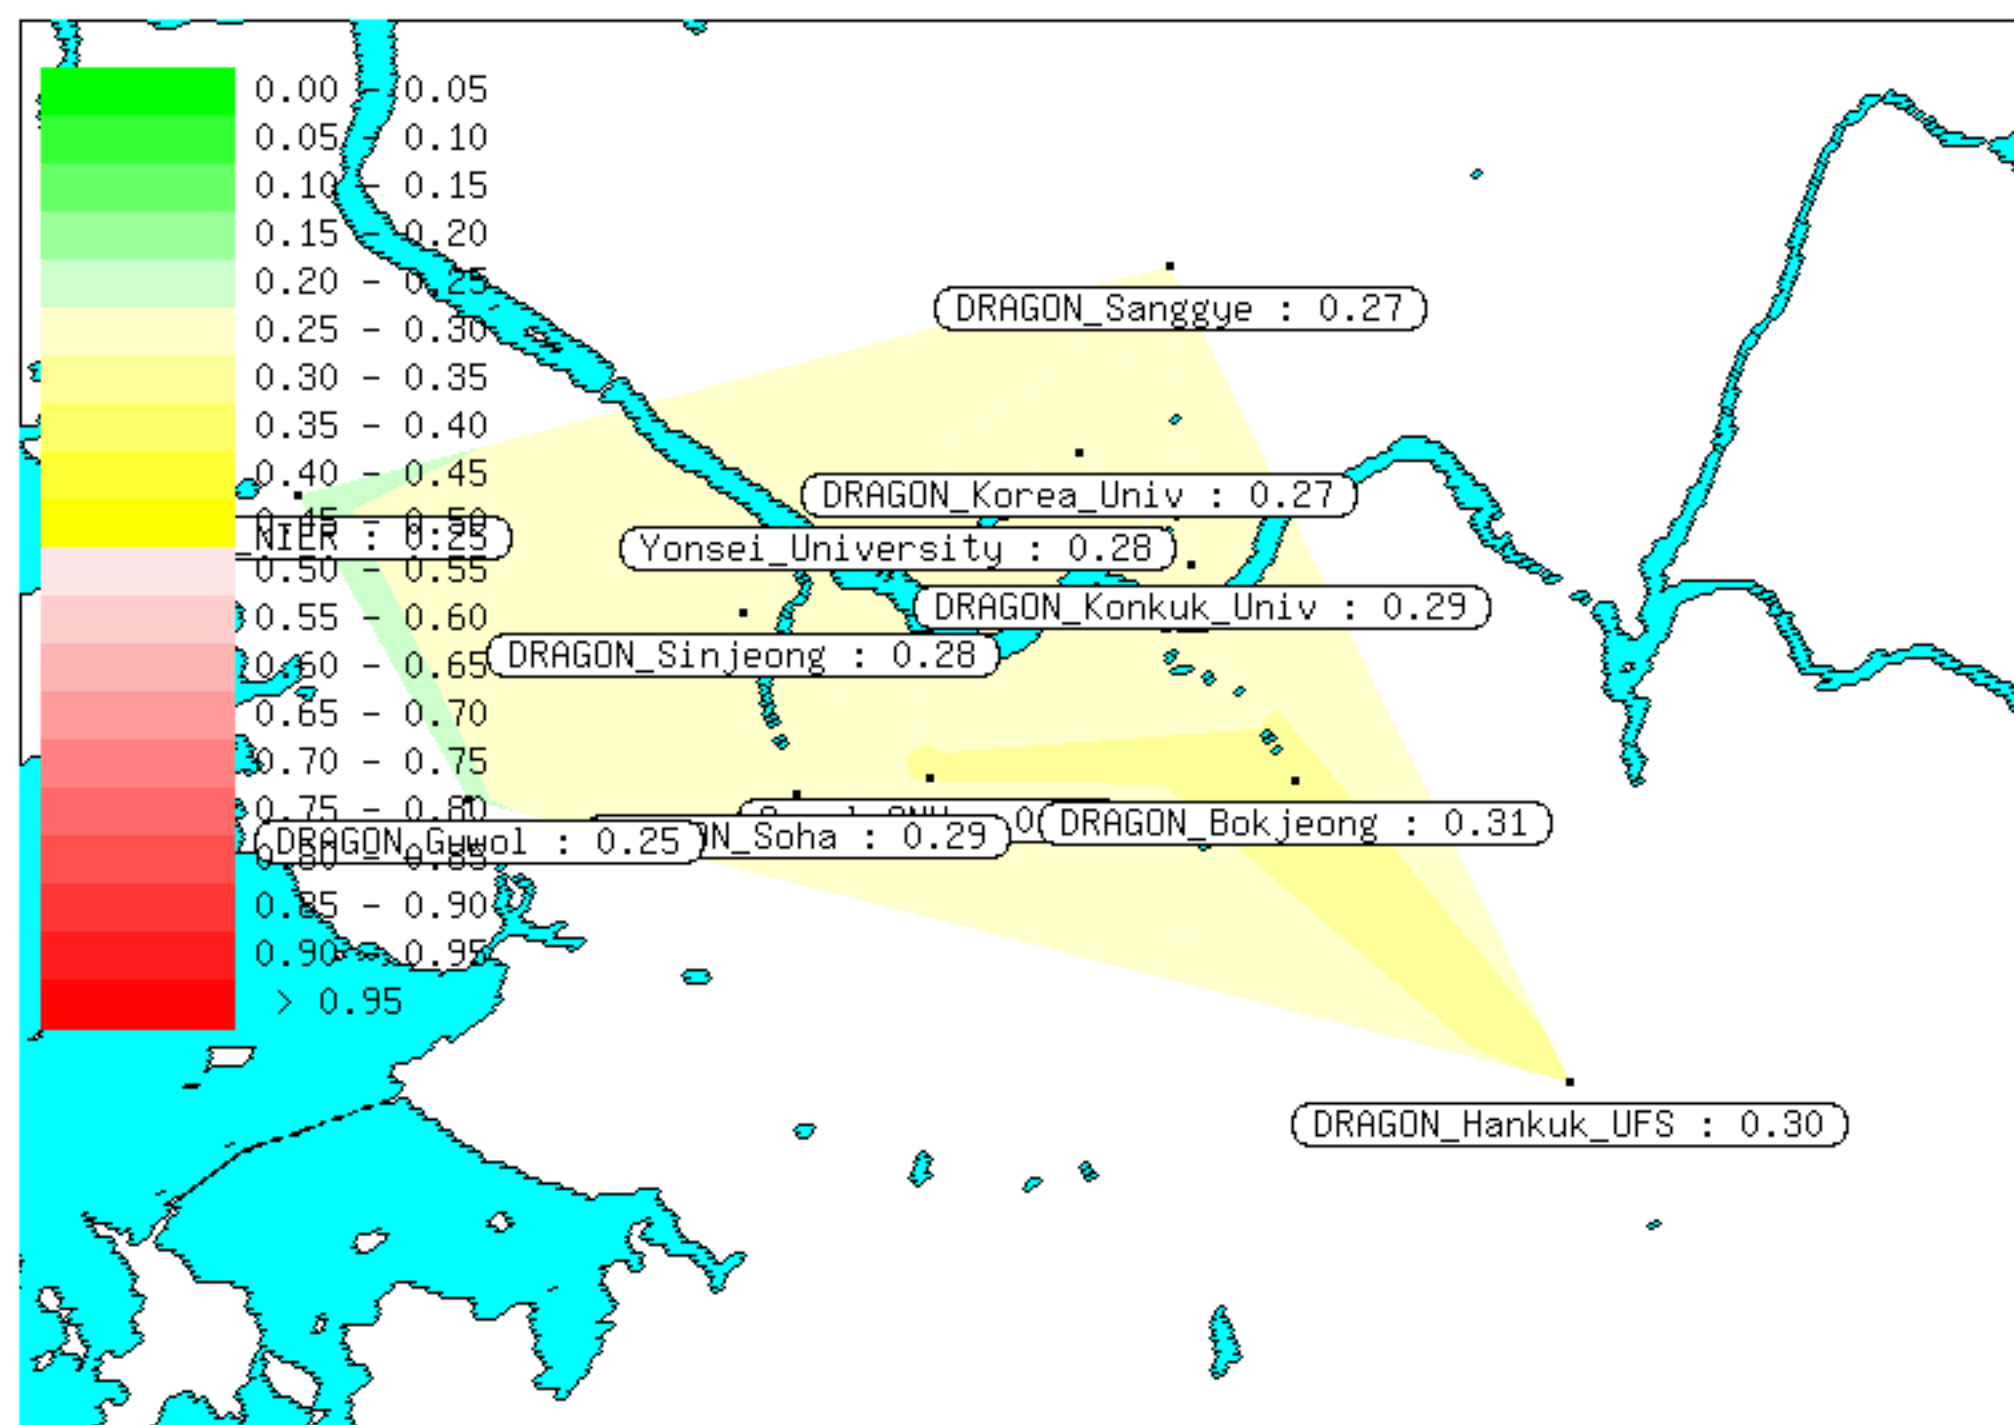 0.00 - 0.05
0.05 - 0.10
0.10 - 0.15
0.15 - 0.20
0.20 - 0.25
0.25 - 0.30
0.30 - 0.35
0.35 - 0.40
0.40 - 0.45
0.45 - 0.50
0.50 - 0.55
0.55 - 0.60
0.60 - 0.65
0.65 - 0.70
0.70 - 0.75
0.75 - 0.80
0.80 - 0.85
0.85 - 0.90
0.90 - 0.95
> 0.95
DRAGON_Sanggye : 0.27
DRAGON_Korea_Univ : 0.27
_NIER : 0.25
Yonsei_University : 0.28
DRAGON_Konkuk_Univ : 0.29
DRAGON_Sinjeong : 0.28
DRAGON_Bokjeong : 0.31
N_Soha : 0.29
DRAGON_Guwol : 0.25
DRAGON_Hankuk_UFS : 0.30